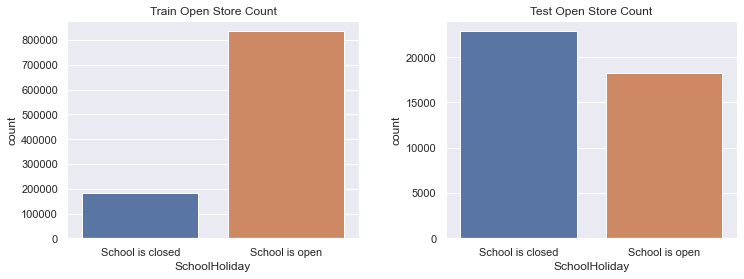 Train Open Store Count
800000
700000
600000
500000
400000
300000
200000
100000
0
count
School is closed
School is open
SchoolHoliday
Test Open Store Count
20000
15000
10000
5000
0
count
School is closed
School is open
SchoolHoliday